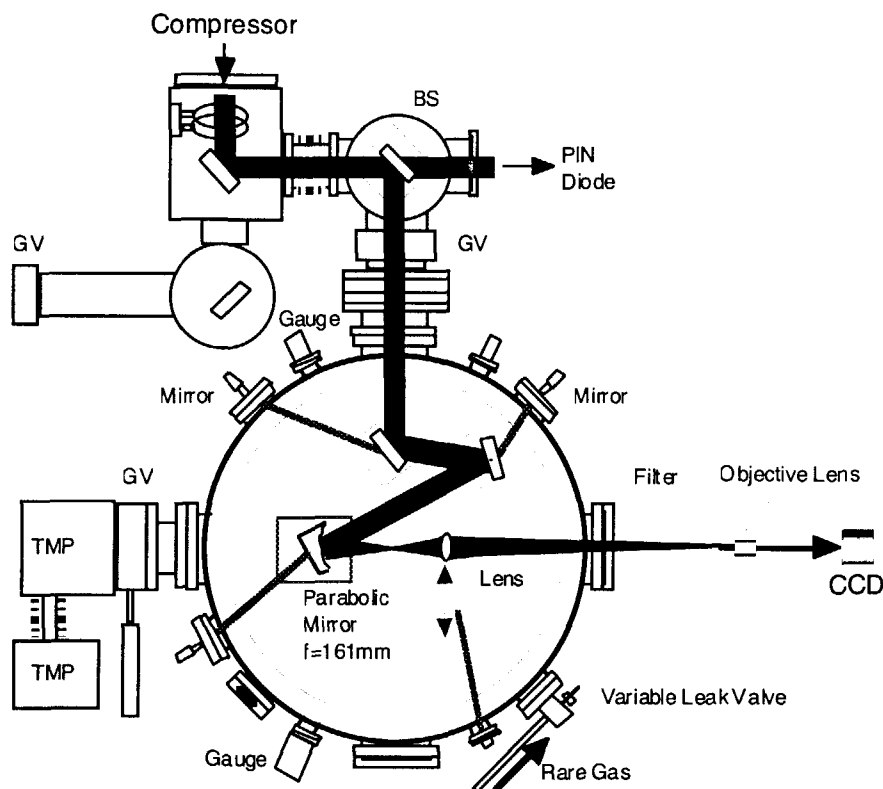 Compressor
BS
PIN
Diode
GV
GV
Gauge
Mirror
Mirror
GV
Filter
Objective Lens
TMP
Lens
CCD
Parabolic
Mirror
f=161mm
TMP
Variable Leak Valve
Gauge
Rare Gas